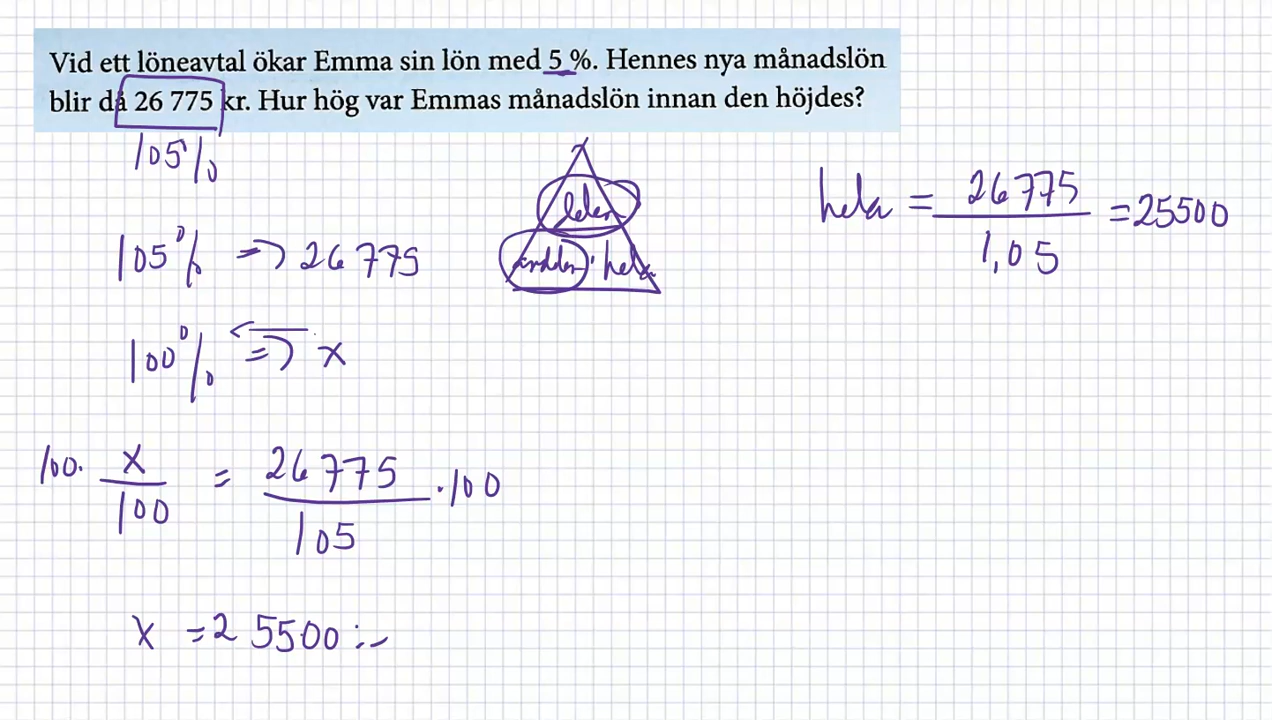 Vid ett löneavtal ökar Emma sin lön med 5 %. Hennes nya månadslön
blir då 26 775 kr. Hur hög var Emmas månadslön innan den höjdes?
105%
delen
andelen · hela
hela = 26775 / 1,05 = 25500
105% => 26775
100% => x
100 · x / 100 = 26775 / 105 · 100
x = 25500 :-